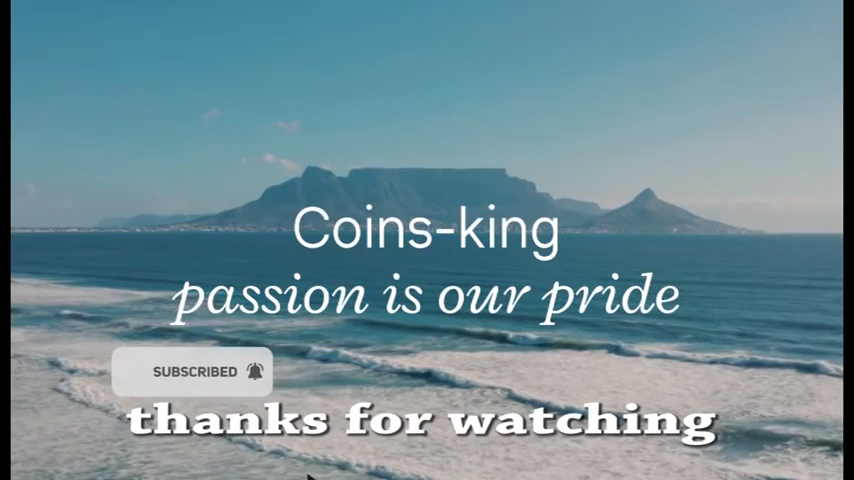 Coins-king
passion is our pride
SUBSCRIBED
thanks for watching